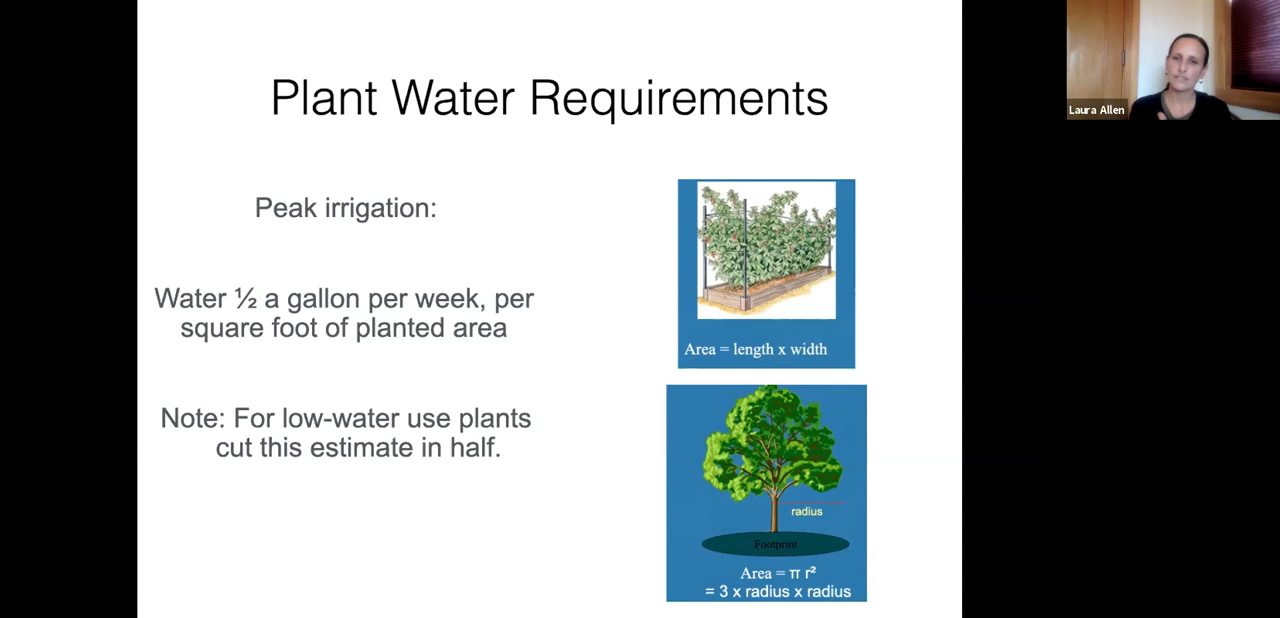 Plant Water Requirements
Laura Allen
Peak irrigation:
Water ½ a gallon per week, per
square foot of planted area
Note: For low-water use plants
cut this estimate in half.
Area = length x width
radius
Footprint
Area = π r²
= 3 x radius x radius